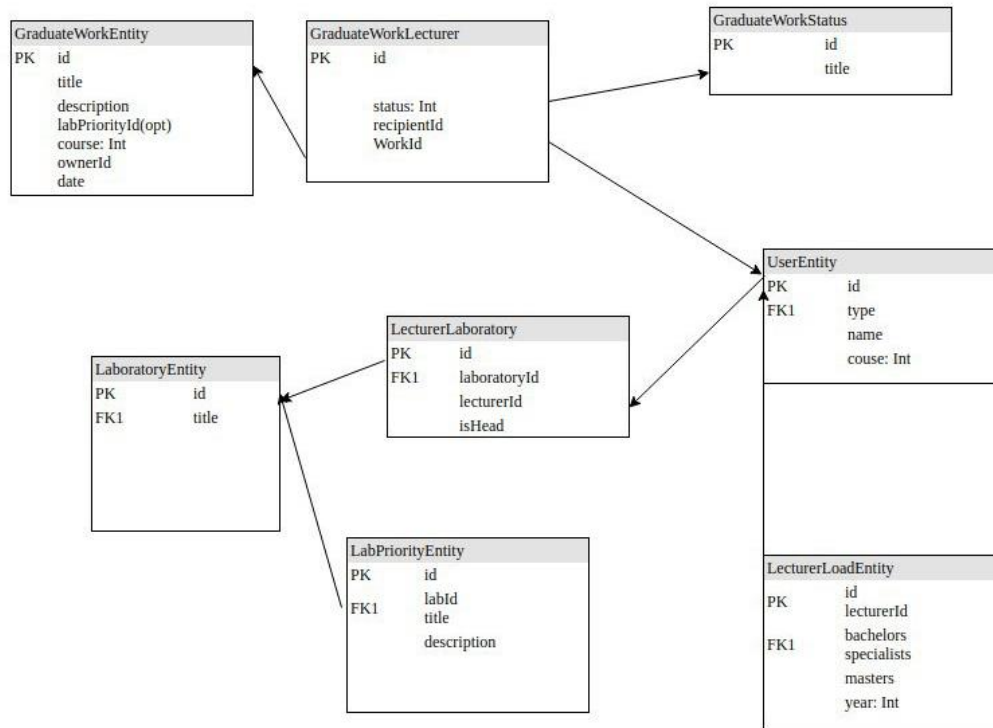 GraduateWorkEntity
PK id
title
description
labPriorityId(opt)
course: Int
ownerId
date
GraduateWorkLecturer
PK id
status: Int
recipientId
WorkId
GraduateWorkStatus
PK id
title
UserEntity
PK id
FK1 type
name
couse: Int
LecturerLaboratory
PK id
FK1 laboratoryId
lecturerId
isHead
LaboratoryEntity
PK id
FK1 title
LabPriorityEntity
PK id
FK1 labId
title
description
LecturerLoadEntity
PK id
lecturerId
FK1 bachelors
specialists
masters
year: Int